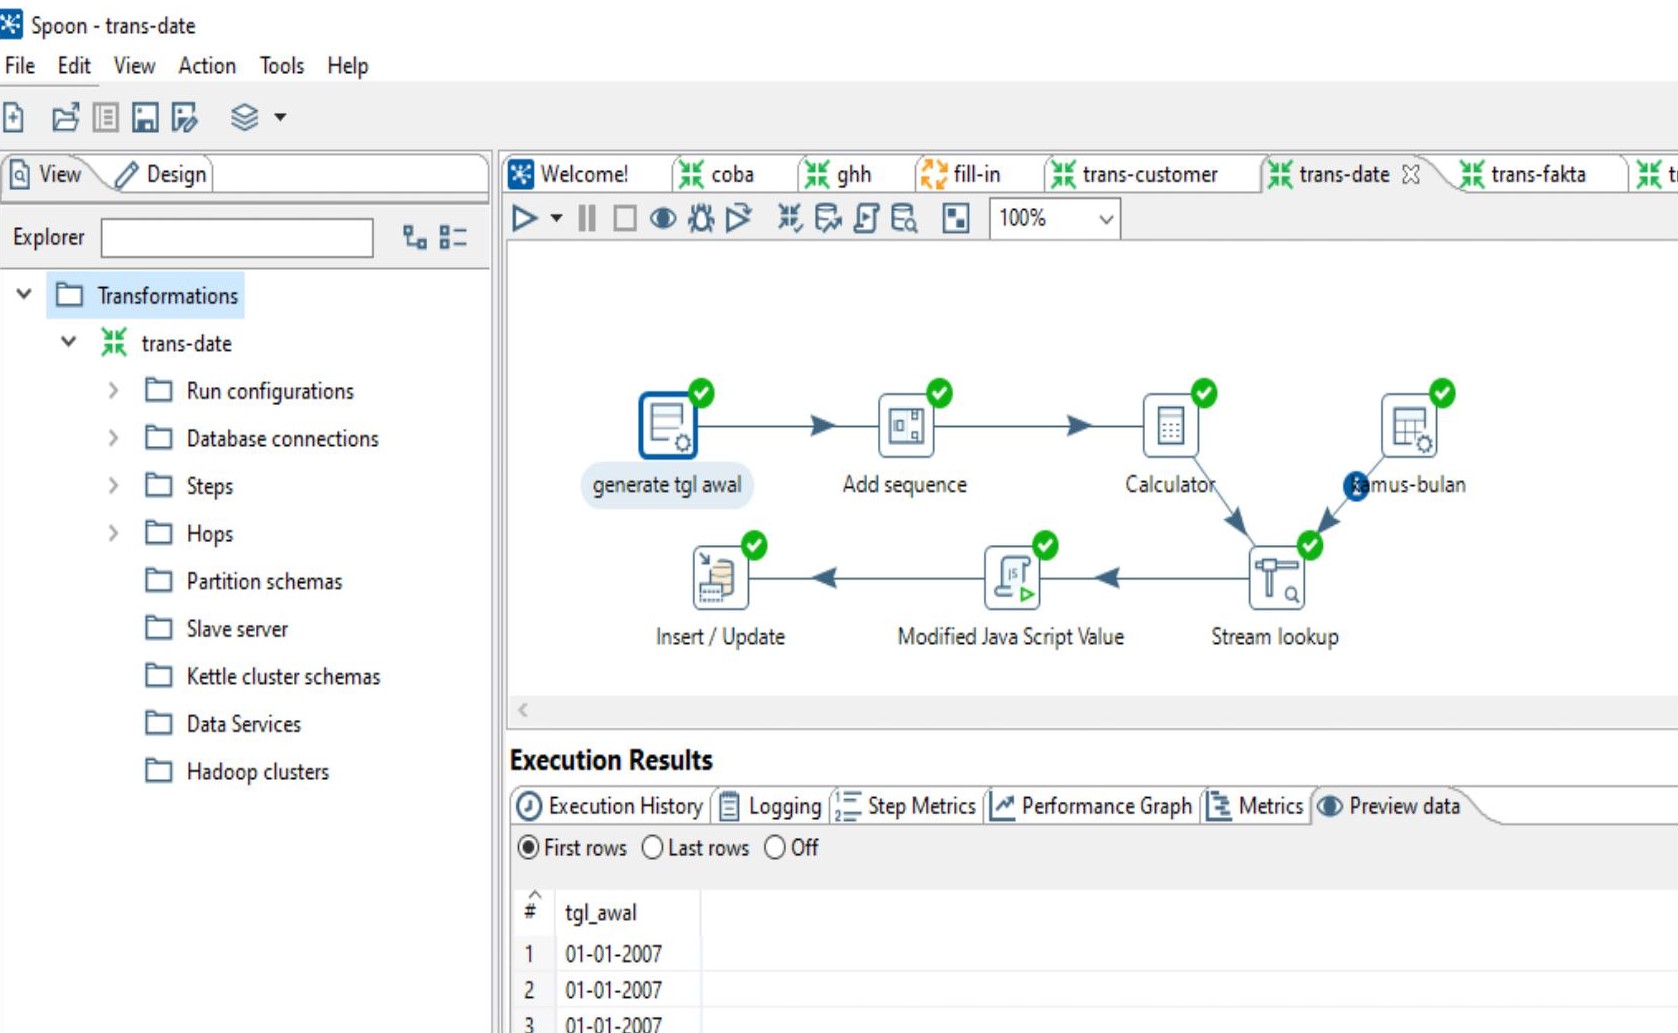 Spoon - trans-date
File Edit View Action Tools Help
View Design
Welcome! coba ghh fill-in trans-customer trans-date trans-fakta
100%
Explorer
Transformations
trans-date
Run configurations
Database connections
Steps
Hops
Partition schemas
Slave server
Kettle cluster schemas
Data Services
Hadoop clusters
generate tgl awal Add sequence Calculator kamus-bulan
Insert / Update Modified Java Script Value Stream lookup
Execution Results
Execution History Logging Step Metrics Performance Graph Metrics Preview data
First rows Last rows Off
# tgl_awal
1 01-01-2007
2 01-01-2007
3 01-01-2007